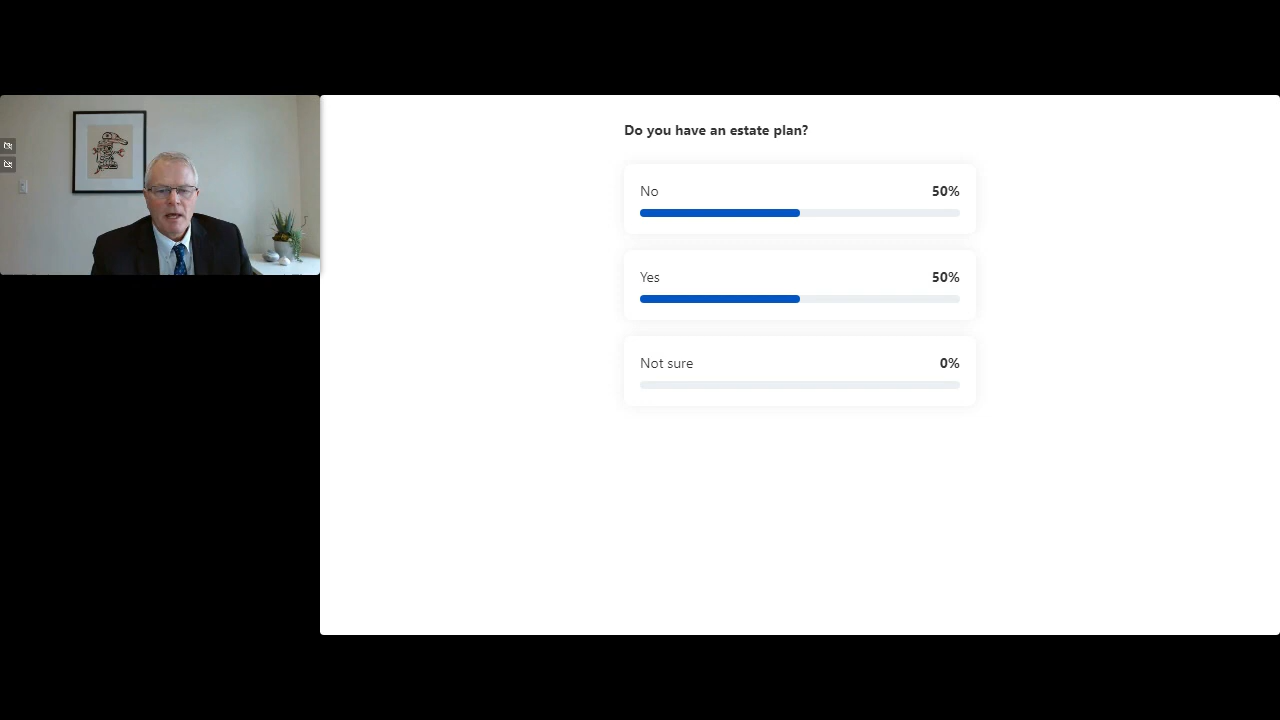 Do you have an estate plan?
No 50%
Yes 50%
Not sure 0%